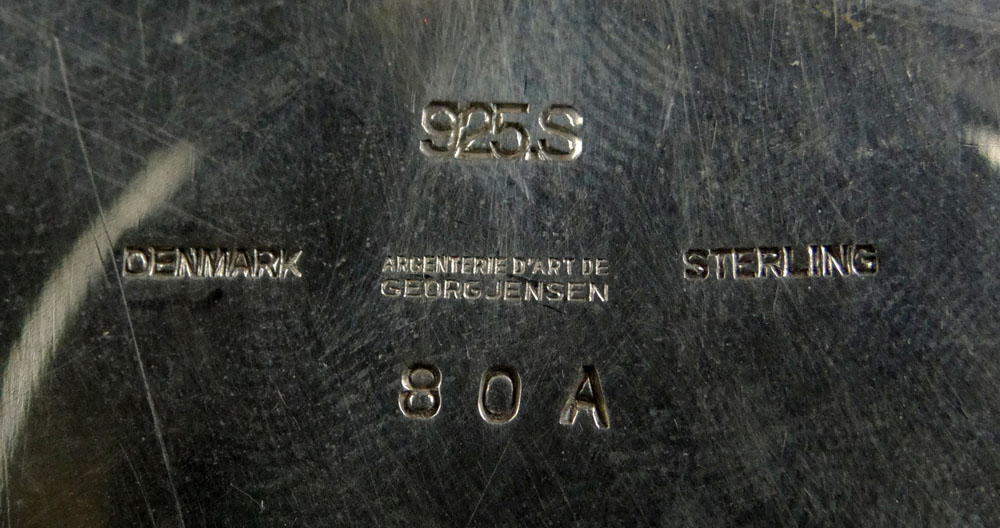 925.S
DENMARK ARGENTERIE D'ART DE STERLING
GEORG JENSEN
80A